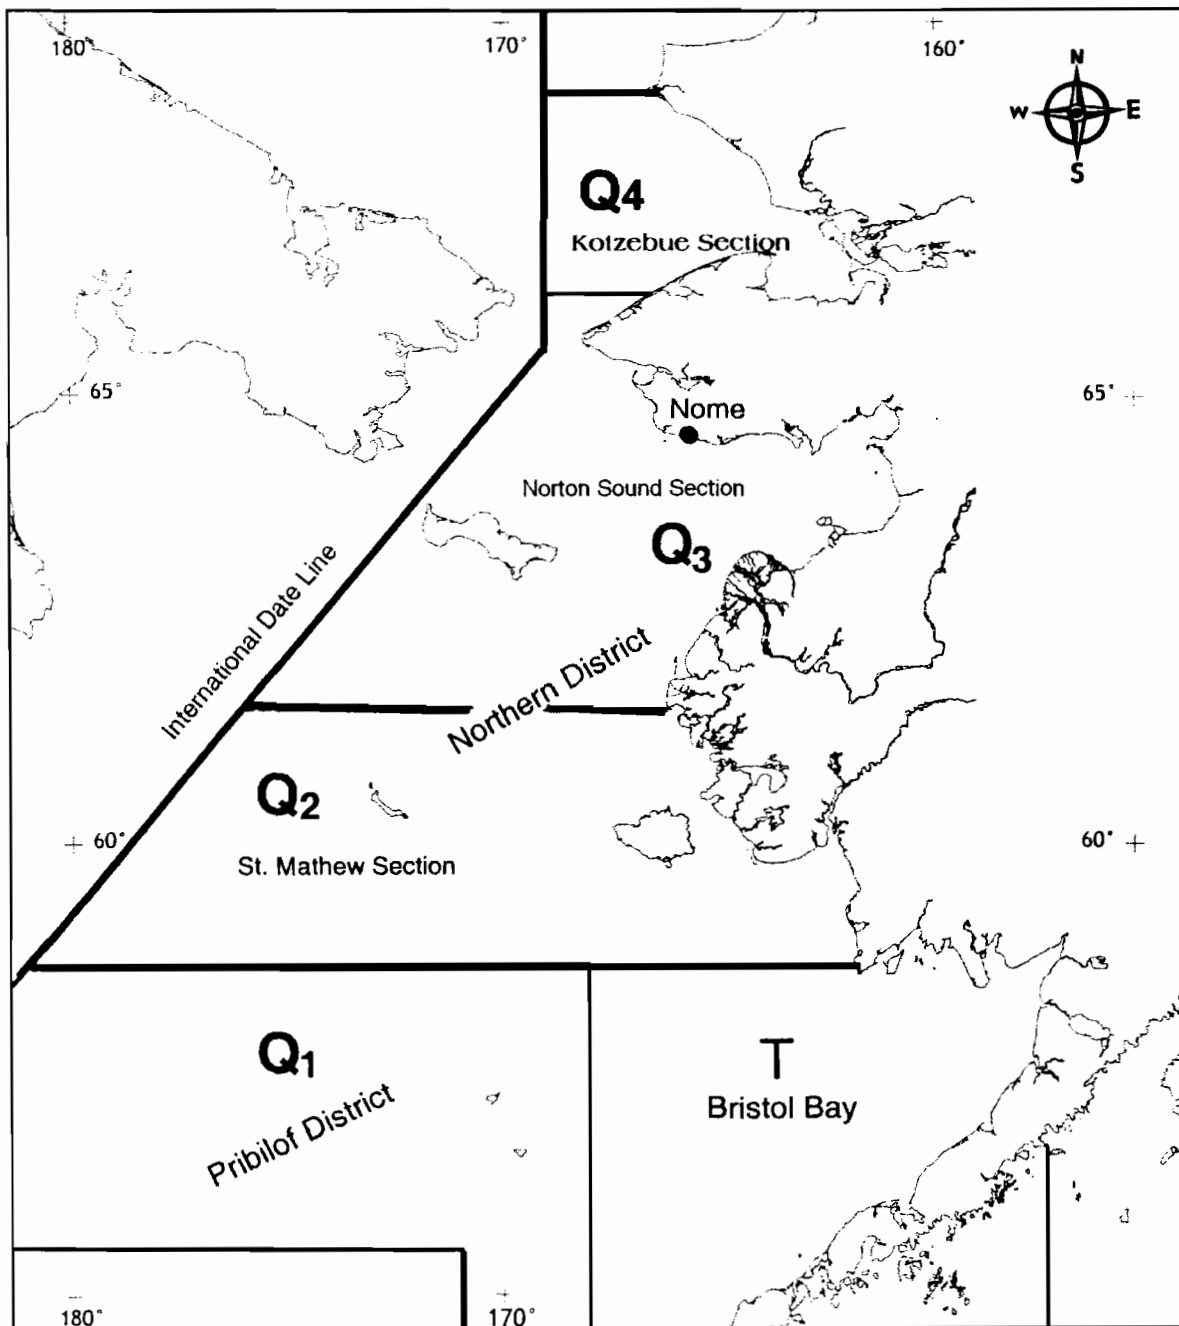 180°
170°
160°
N
W E
S
Q4
Kotzebue Section
65°
65°
Nome
Norton Sound Section
Q3
International Date Line
Northern District
Q2
60°
60°
St. Mathew Section
Q1
T
Bristol Bay
Pribilof District
180°
170°